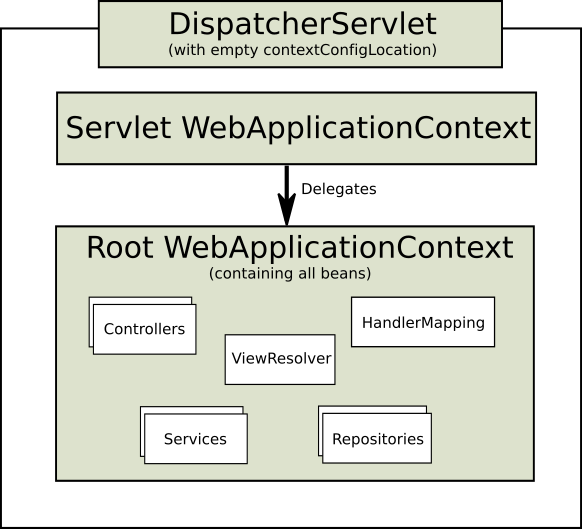 DispatcherServlet
(with empty contextConfigLocation)
Servlet WebApplicationContext
Delegates
Root WebApplicationContext
(containing all beans)
Controllers
HandlerMapping
ViewResolver
Services
Repositories